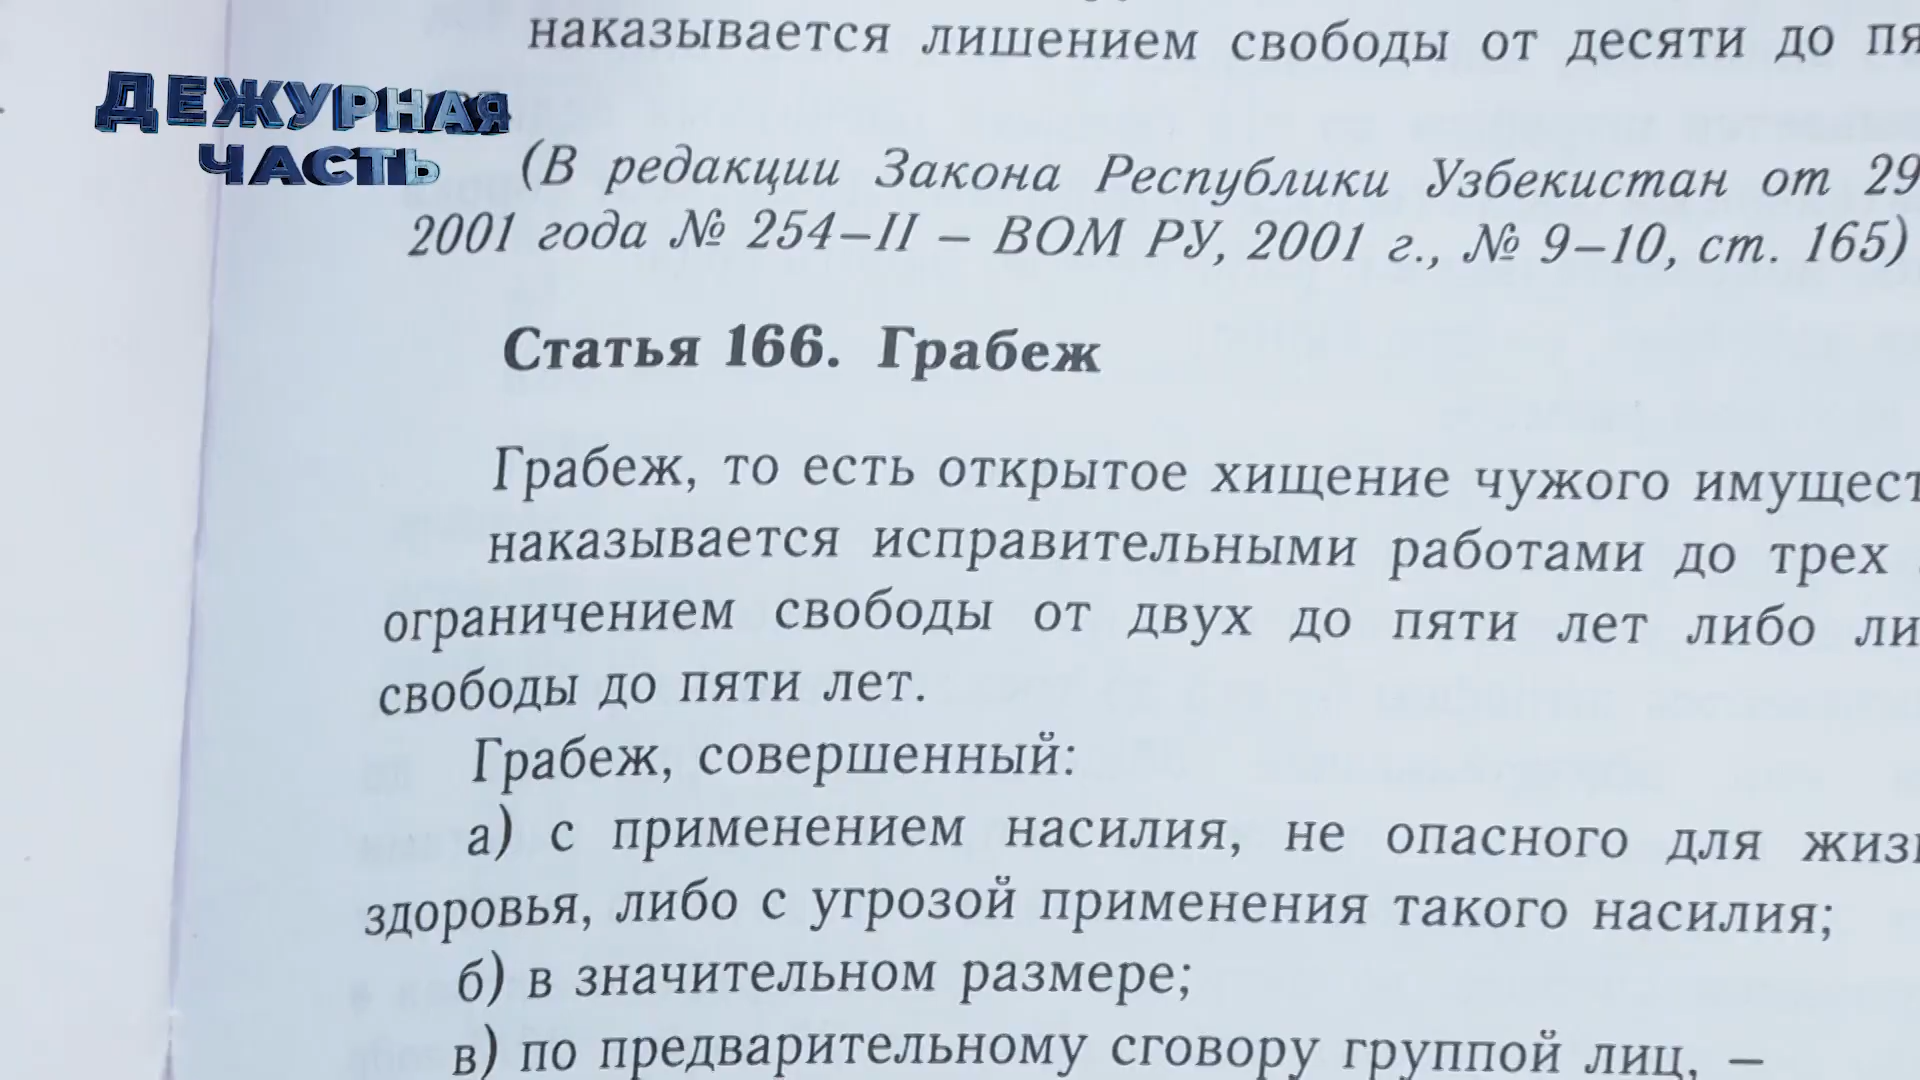 наказывается лишением свободы от десяти до
ДЕЖУРНАЯ
ЧАСТЬ
(В редакции Закона Республики Узбекистан от 29
2001 года № 254–II – ВОМ РУ, 2001 г., № 9–10, ст. 165)
Статья 166. Грабеж
Грабеж, то есть открытое хищение чужого имущест
наказывается исправительными работами до трех
ограничением свободы от двух до пяти лет либо ли
свободы до пяти лет.
Грабеж, совершенный:
а) с применением насилия, не опасного для жиз
здоровья, либо с угрозой применения такого насилия;
б) в значительном размере;
в) по предварительному сговору группой лиц, –